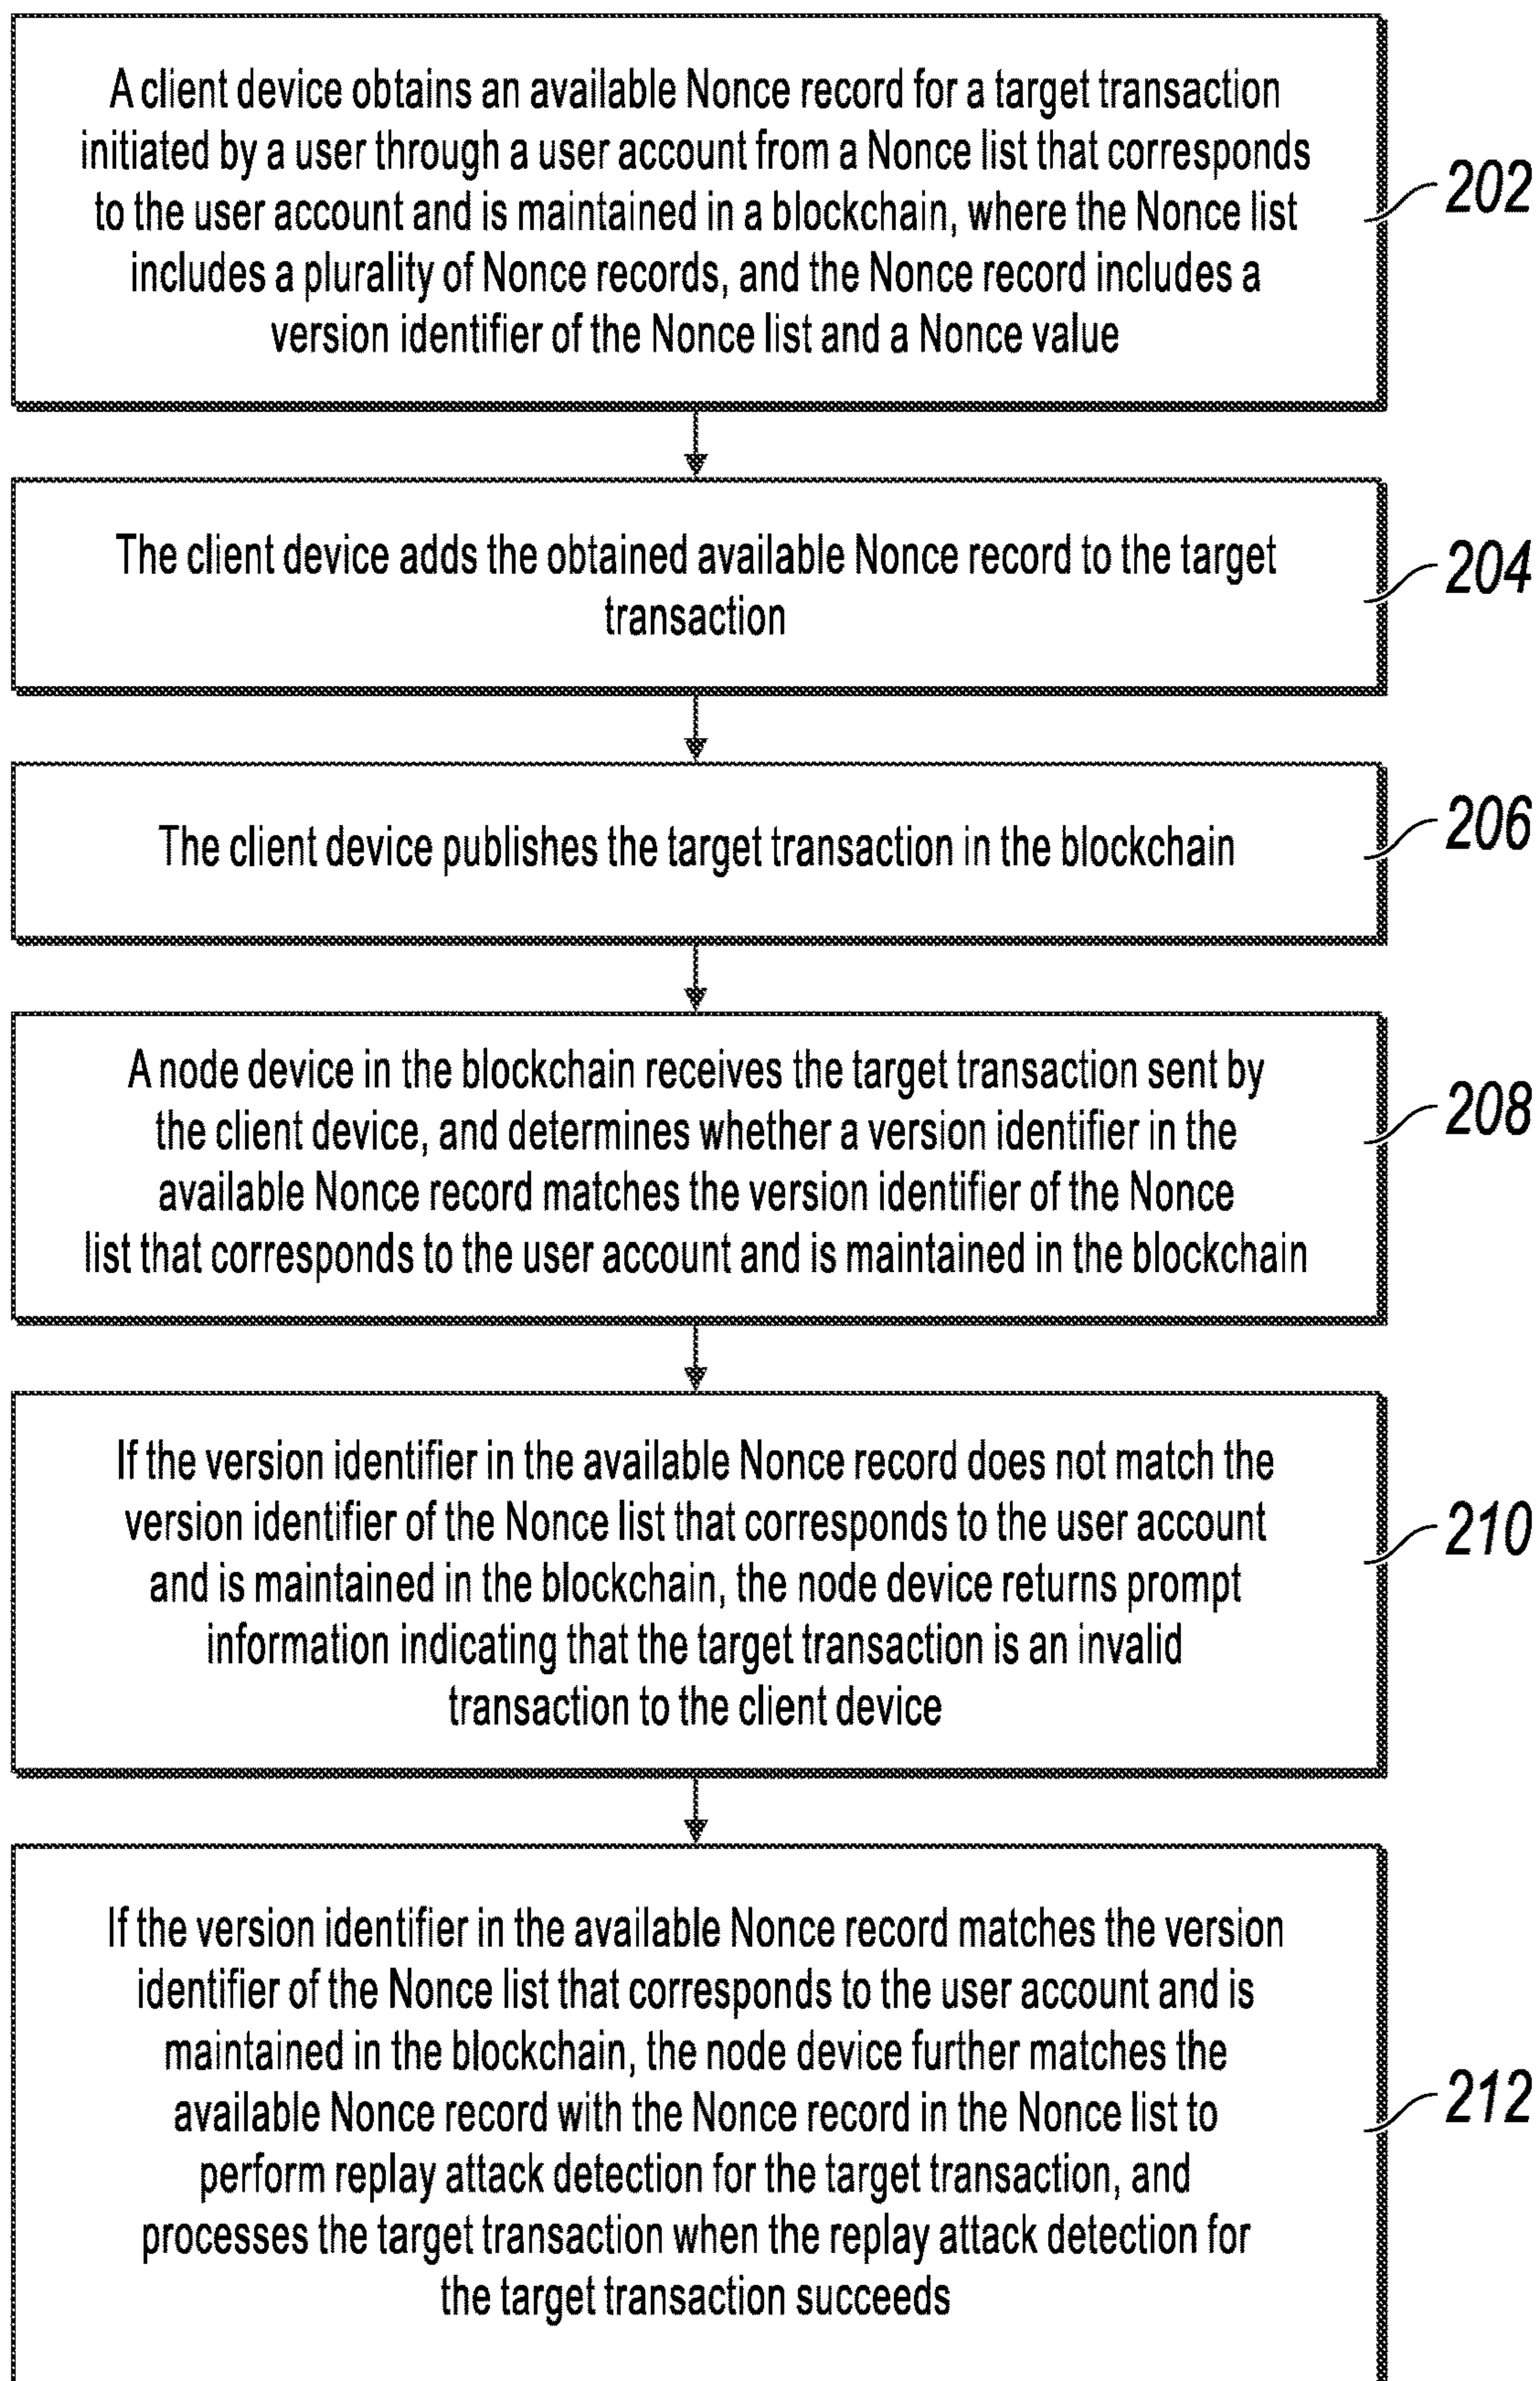 A client device obtains an available Nonce record for a target transaction
initiated by a user through a user account from a Nonce list that corresponds
to the user account and is maintained in a blockchain, where the Nonce list
includes a plurality of Nonce records, and the Nonce record includes a
version identifier of the Nonce list and a Nonce value
202
The client device adds the obtained available Nonce record to the target
transaction
204
The client device publishes the target transaction in the blockchain
206
A node device in the blockchain receives the target transaction sent by
the client device, and determines whether a version identifier in the
available Nonce record matches the version identifier of the Nonce
list that corresponds to the user account and is maintained in the blockchain
208
If the version identifier in the available Nonce record does not match the
version identifier of the Nonce list that corresponds to the user account
and is maintained in the blockchain, the node device returns prompt
information indicating that the target transaction is an invalid
transaction to the client device
210
If the version identifier in the available Nonce record matches the version
identifier of the Nonce list that corresponds to the user account and is
maintained in the blockchain, the node device further matches the
available Nonce record with the Nonce record in the Nonce list to
perform replay attack detection for the target transaction, and
processes the target transaction when the replay attack detection for
the target transaction succeeds
212